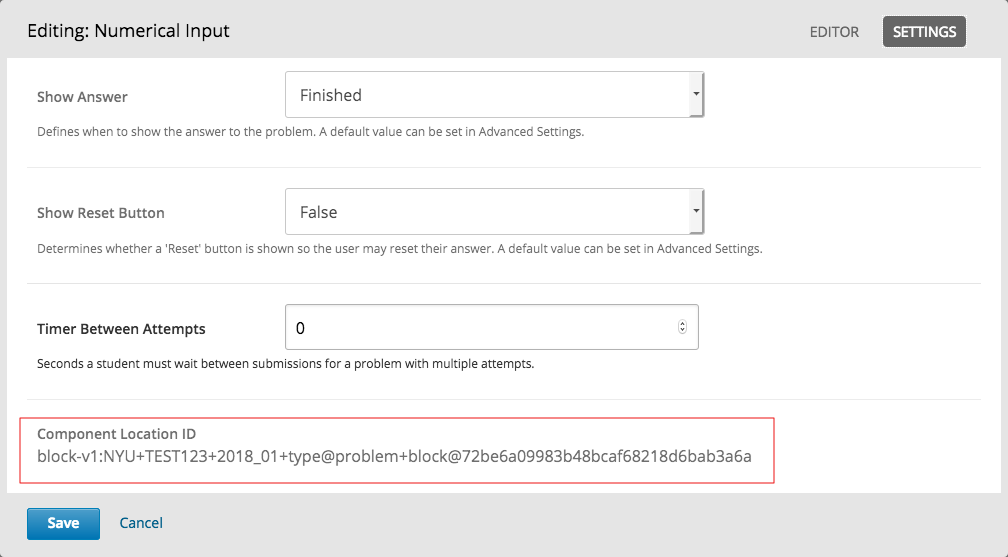 Editing: Numerical Input
EDITOR
SETTINGS
Show Answer
Finished
Defines when to show the answer to the problem. A default value can be set in Advanced Settings.
Show Reset Button
False
Determines whether a 'Reset' button is shown so the user may reset their answer. A default value can be set in Advanced Settings.
Timer Between Attempts
0
Seconds a student must wait between submissions for a problem with multiple attempts.
Component Location ID
block-v1:NYU+TEST123+2018_01+type@problem+block@72be6a09983b48bcaf68218d6bab3a6a
Save
Cancel